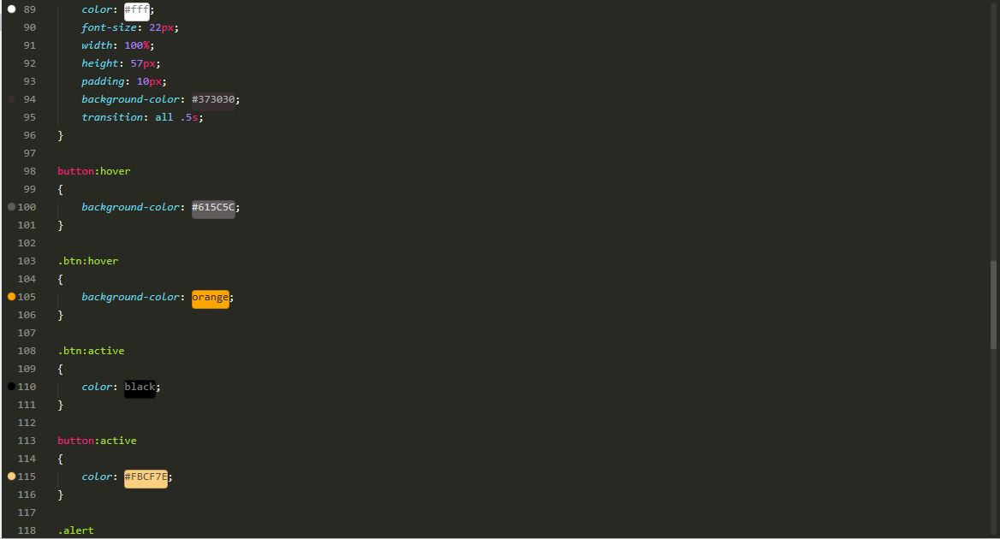 89 color: #fff;
90 font-size: 22px;
91 width: 100%;
92 height: 57px;
93 padding: 10px;
94 background-color: #373030;
95 transition: all .5s;
96 }
97
98 button:hover
99 {
100 background-color: #615C5C;
101 }
102
103 .btn:hover
104 {
105 background-color: orange;
106 }
107
108 .btn:active
109 {
110 color: black;
111 }
112
113 button:active
114 {
115 color: #FBCF7E;
116 }
117
118 .alert